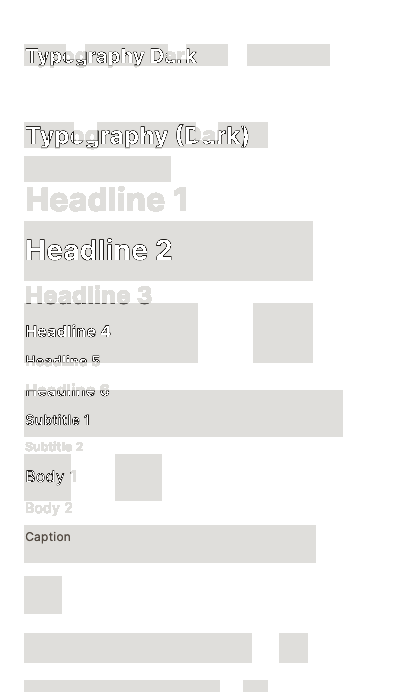 Typography Dark
Typography (Dark)
Headline 1
Headline 2
Headline 3
Headline 4
Headline 5
Headline 6
Subtitle 1
Subtitle 2
Body 1
Body 2
Caption